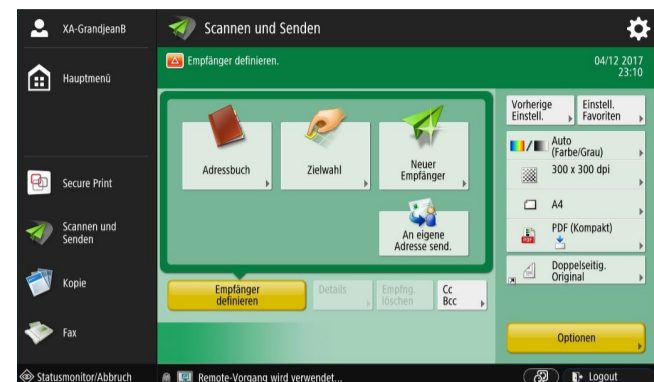 XA-GrandjeanB
Scannen und Senden
Hauptmenü
Empfänger definieren.
04/12 2017
23:10
Vorherige
Einstell.
Einstell.
Favoriten
Adressbuch
Zielwahl
Neuer
Empfänger
Auto
(Farbe/Grau)
300 x 300 dpi
A4
PDF (Kompakt)
Doppelseitig.
Original
Secure Print
Scannen und
Senden
An eigene
Adresse send.
Kopie
Empfänger
definieren
Details
Empfng.
löschen
Cc
Bcc
Fax
Optionen
Statusmonitor/Abbruch
Remote-Vorgang wird verwendet...
Logout